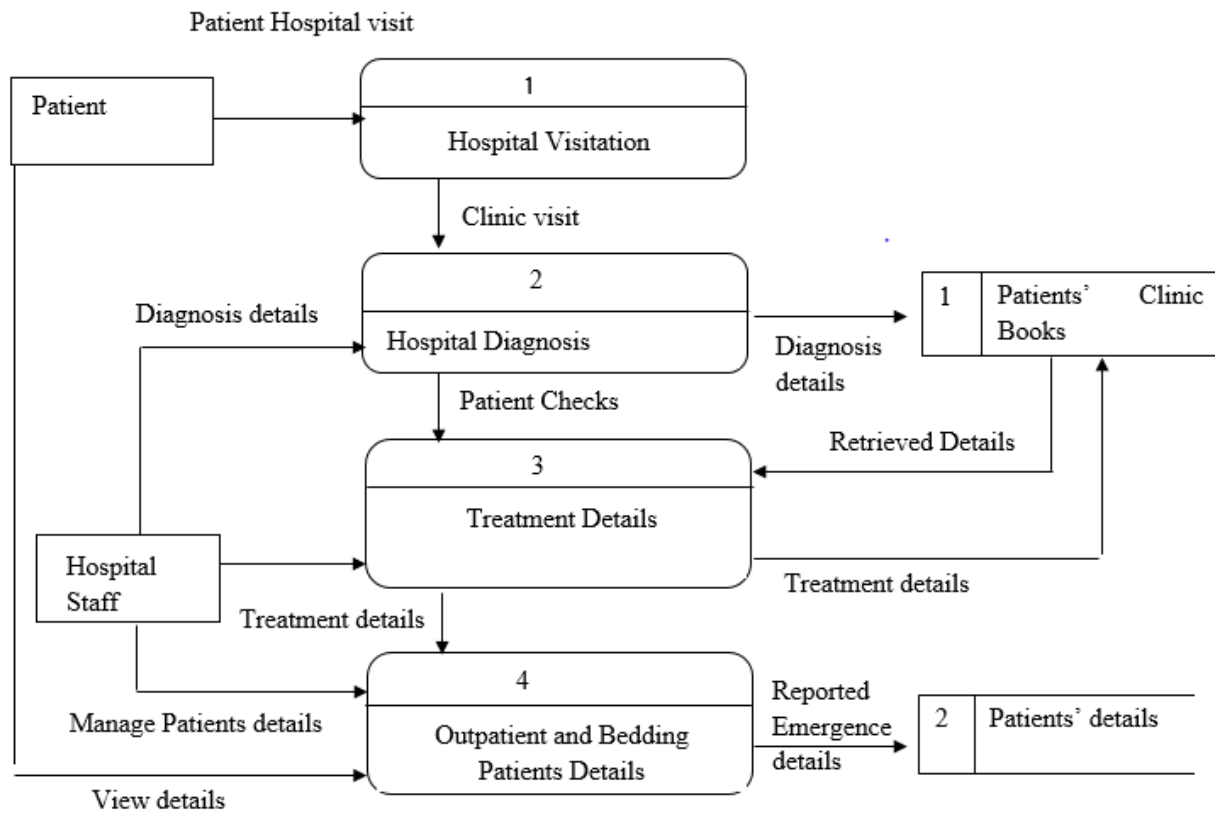 Patient Hospital visit
Patient
1
Hospital Visitation
Clinic visit
2
Hospital Diagnosis
Diagnosis details
Diagnosis
details
1
Patients’ Clinic
Books
Patient Checks
Retrieved Details
3
Treatment Details
Hospital
Staff
Treatment details
Treatment details
4
Outpatient and Bedding
Patients Details
Manage Patients details
Reported
Emergence
details
2
Patients’ details
View details